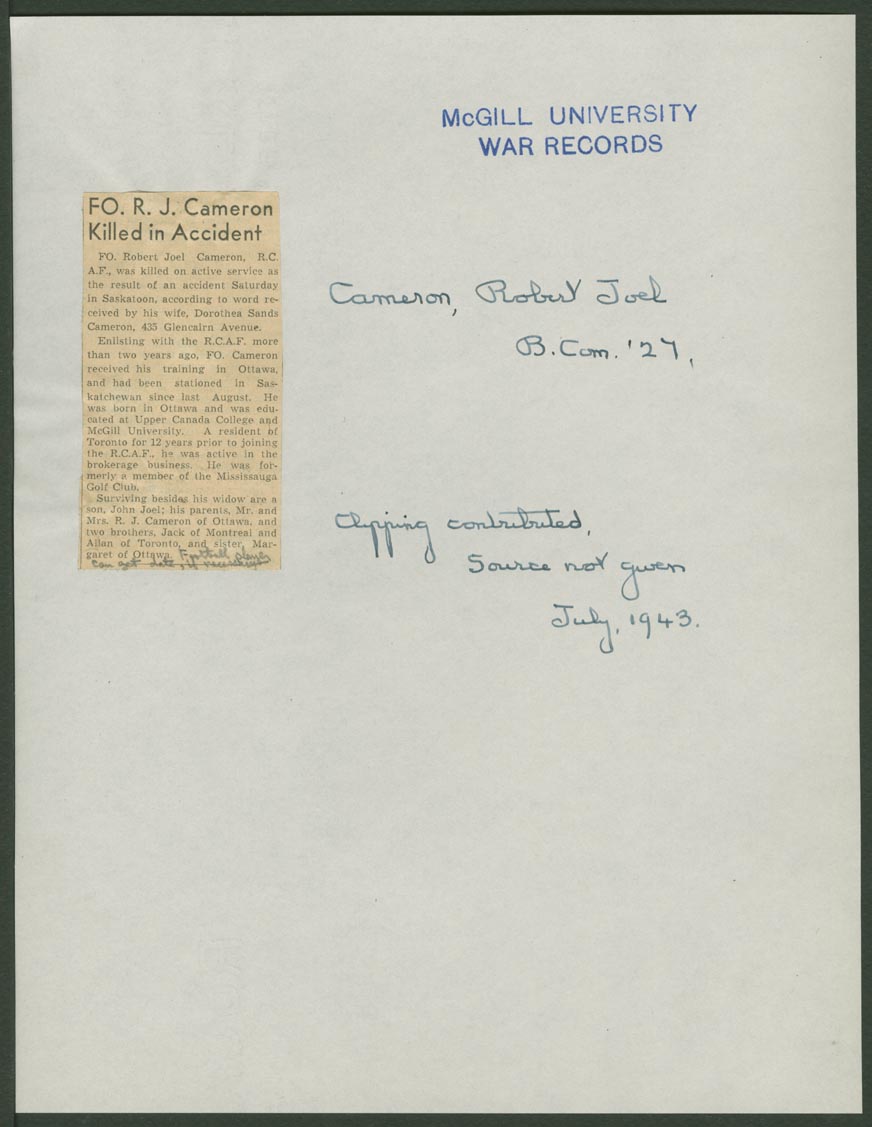 McGILL UNIVERSITY
WAR RECORDS
FO. R. J. Cameron
Killed in Accident
FO. Robert Joel Cameron, R.C.
A.F., was killed on active service as
the result of an accident Saturday
in Saskatoon, according to word re-
ceived by his wife, Dorothea Sands
Cameron, 435 Glencairn Avenue.
Enlisting with the R.C.A.F. more
than two years ago, FO. Cameron
received his training in Ottawa,
and had been stationed in Sas-
katchewan since last August. He
was born in Ottawa and was edu-
cated at Upper Canada College and
McGill University. A resident of
Toronto for 12 years prior to joining
the R.C.A.F., he was active in the
brokerage business. He was for-
merly a member of the Mississauga
Golf Club.
Surviving besides his widow are a
son, John Joel; his parents, Mr. and
Mrs. R. J. Cameron of Ottawa, and
two brothers, Jack of Montreal and
Allan of Toronto, and sister, Mar-
garet of Ottawa. Football player
can get date, if necessary
Cameron, Robert Joel
B.Com. '27,
Clipping contributed,
Source not given
July, 1943.